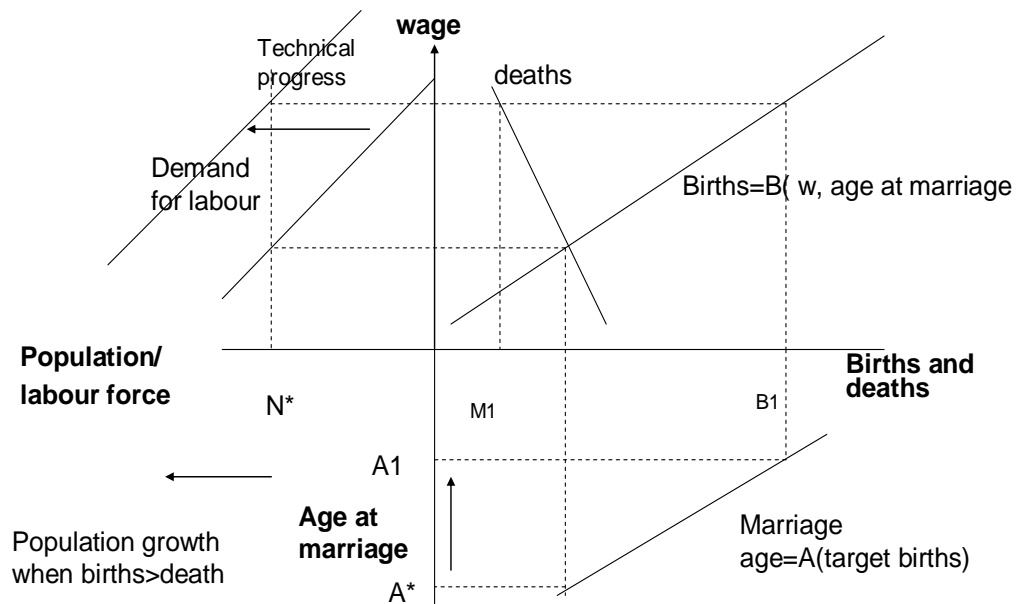 wage
Technical
progress
deaths
Demand
for labour
Births=B( w, age at marriage
Population/
labour force
Births and
deaths
N*
M1
B1
A1
Age at
marriage
Marriage
age=A(target births)
Population growth
when births>death
A*